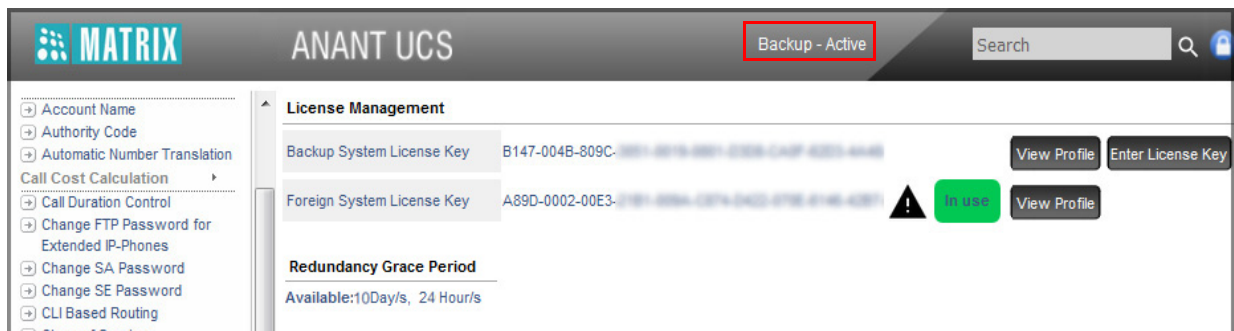 MATRIX
ANANT UCS
Backup - Active
Search
Account Name
Authority Code
Automatic Number Translation
Call Cost Calculation
Call Duration Control
Change FTP Password for
Extended IP-Phones
Change SA Password
Change SE Password
CLI Based Routing
License Management
Backup System License Key
B147-004B-809C-
View Profile
Enter License Key
Foreign System License Key
A89D-0002-00E3-
In use
View Profile
Redundancy Grace Period
Available:10Day/s, 24 Hour/s